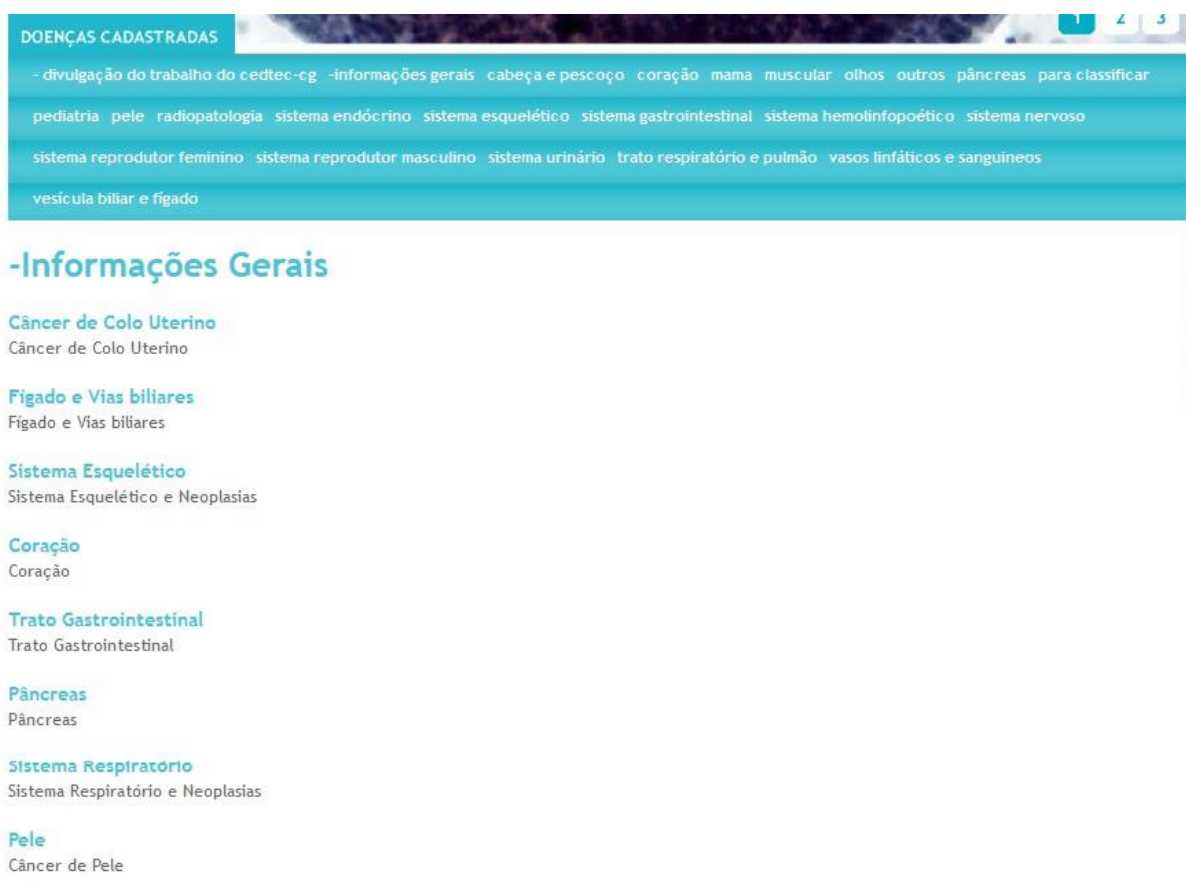 1 2 3
DOENÇAS CADASTRADAS
- divulgação do trabalho do cedtec-cg -informações gerais cabeça e pescoço coração mama muscular olhos outros pâncreas para classificar
pediatria pele radiopatologia sistema endócrino sistema esquelético sistema gastrointestinal sistema hemolinfopoético sistema nervoso
sistema reprodutor feminino sistema reprodutor masculino sistema urinário trato respiratório e pulmão vasos linfáticos e sanguineos
vesícula biliar e fígado
-Informações Gerais
Câncer de Colo Uterino
Câncer de Colo Uterino
Fígado e Vias biliares
Fígado e Vias biliares
Sistema Esquelético
Sistema Esquelético e Neoplasias
Coração
Coração
Trato Gastrointestinal
Trato Gastrointestinal
Pâncreas
Pâncreas
Sistema Respiratório
Sistema Respiratório e Neoplasias
Pele
Câncer de Pele